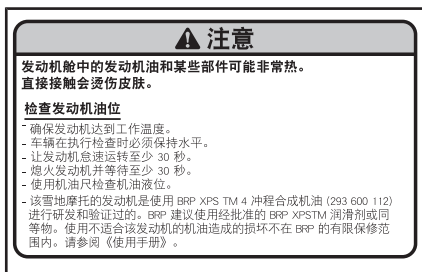 注意
发动机舱中的发动机油和某些部件可能非常热。
直接接触会烫伤皮肤。
检查发动机油位
- 确保发动机达到工作温度。
- 车辆在执行检查时必须保持水平。
- 让发动机怠速运转至少 30 秒。
- 熄火发动机并等待至少 30 秒。
- 使用机油尺检查机油液位。
- 该雪地摩托的发动机是使用 BRP XPS TM 4 冲程合成机油 (293 600 112)
进行研发和验证过的。BRP 建议使用经批准的 BRP XPSTM 润滑剂或同
等物。使用不适合该发动机的机油造成的损坏不在 BRP 的有限保修范
围内。请参阅《使用手册》。